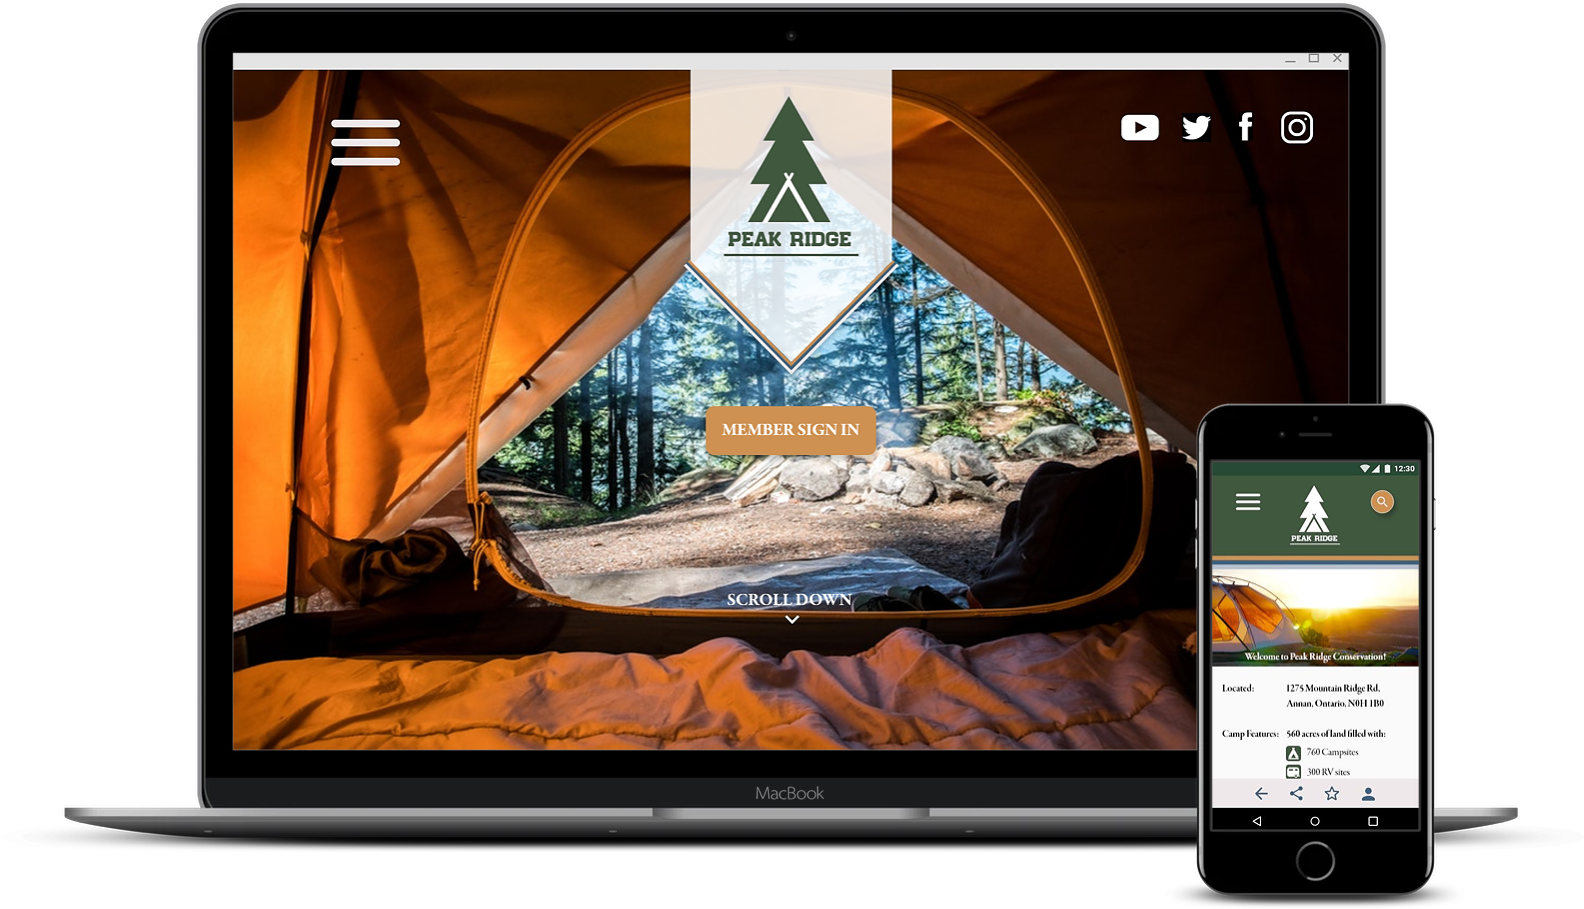 PEAK RIDGE
MEMBER SIGN IN
SCROLL DOWN
MacBook
12:30
PEAK RIDGE
Welcome to Peak Ridge Conservation!
Located: 1275 Mountain Ridge Rd,
Annan, Ontario, N0H 1B0
Camp Features: 560 acres of land filled with:
760 Campsites
300 RV sites